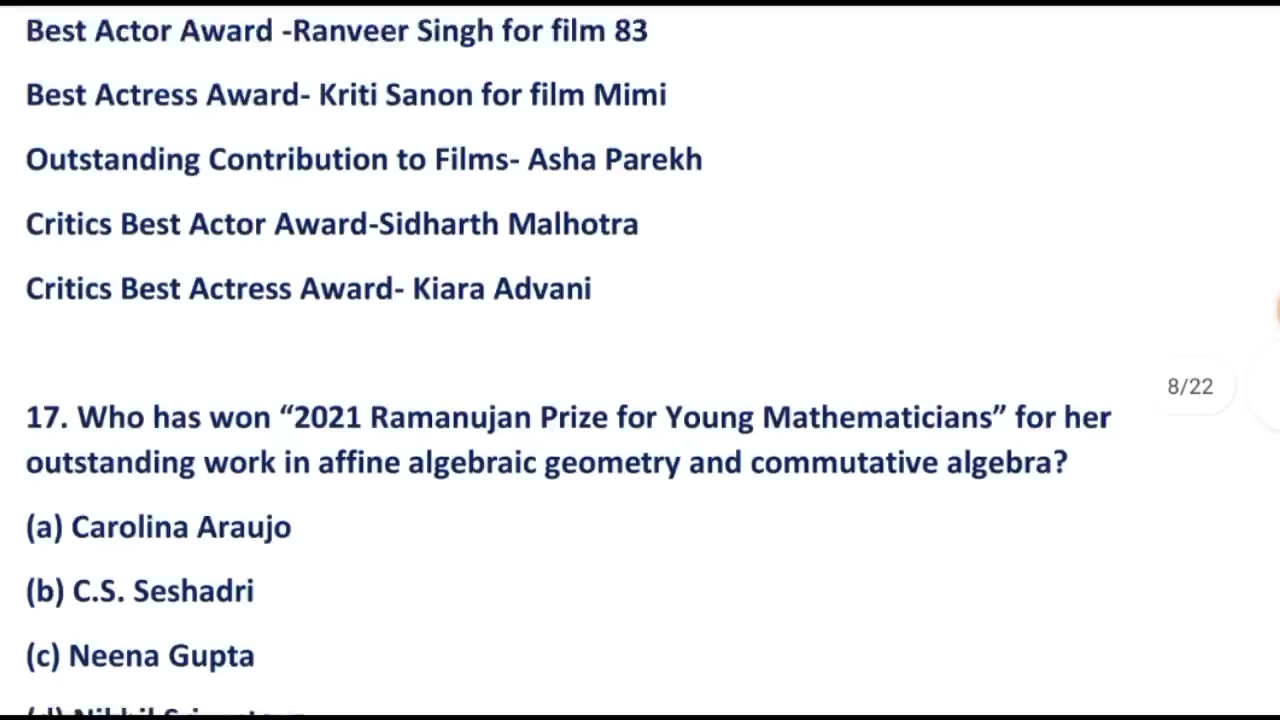 Best Actor Award -Ranveer Singh for film 83
Best Actress Award- Kriti Sanon for film Mimi
Outstanding Contribution to Films- Asha Parekh
Critics Best Actor Award-Sidharth Malhotra
Critics Best Actress Award- Kiara Advani
8/22
17. Who has won “2021 Ramanujan Prize for Young Mathematicians” for her
outstanding work in affine algebraic geometry and commutative algebra?
(a) Carolina Araujo
(b) C.S. Seshadri
(c) Neena Gupta